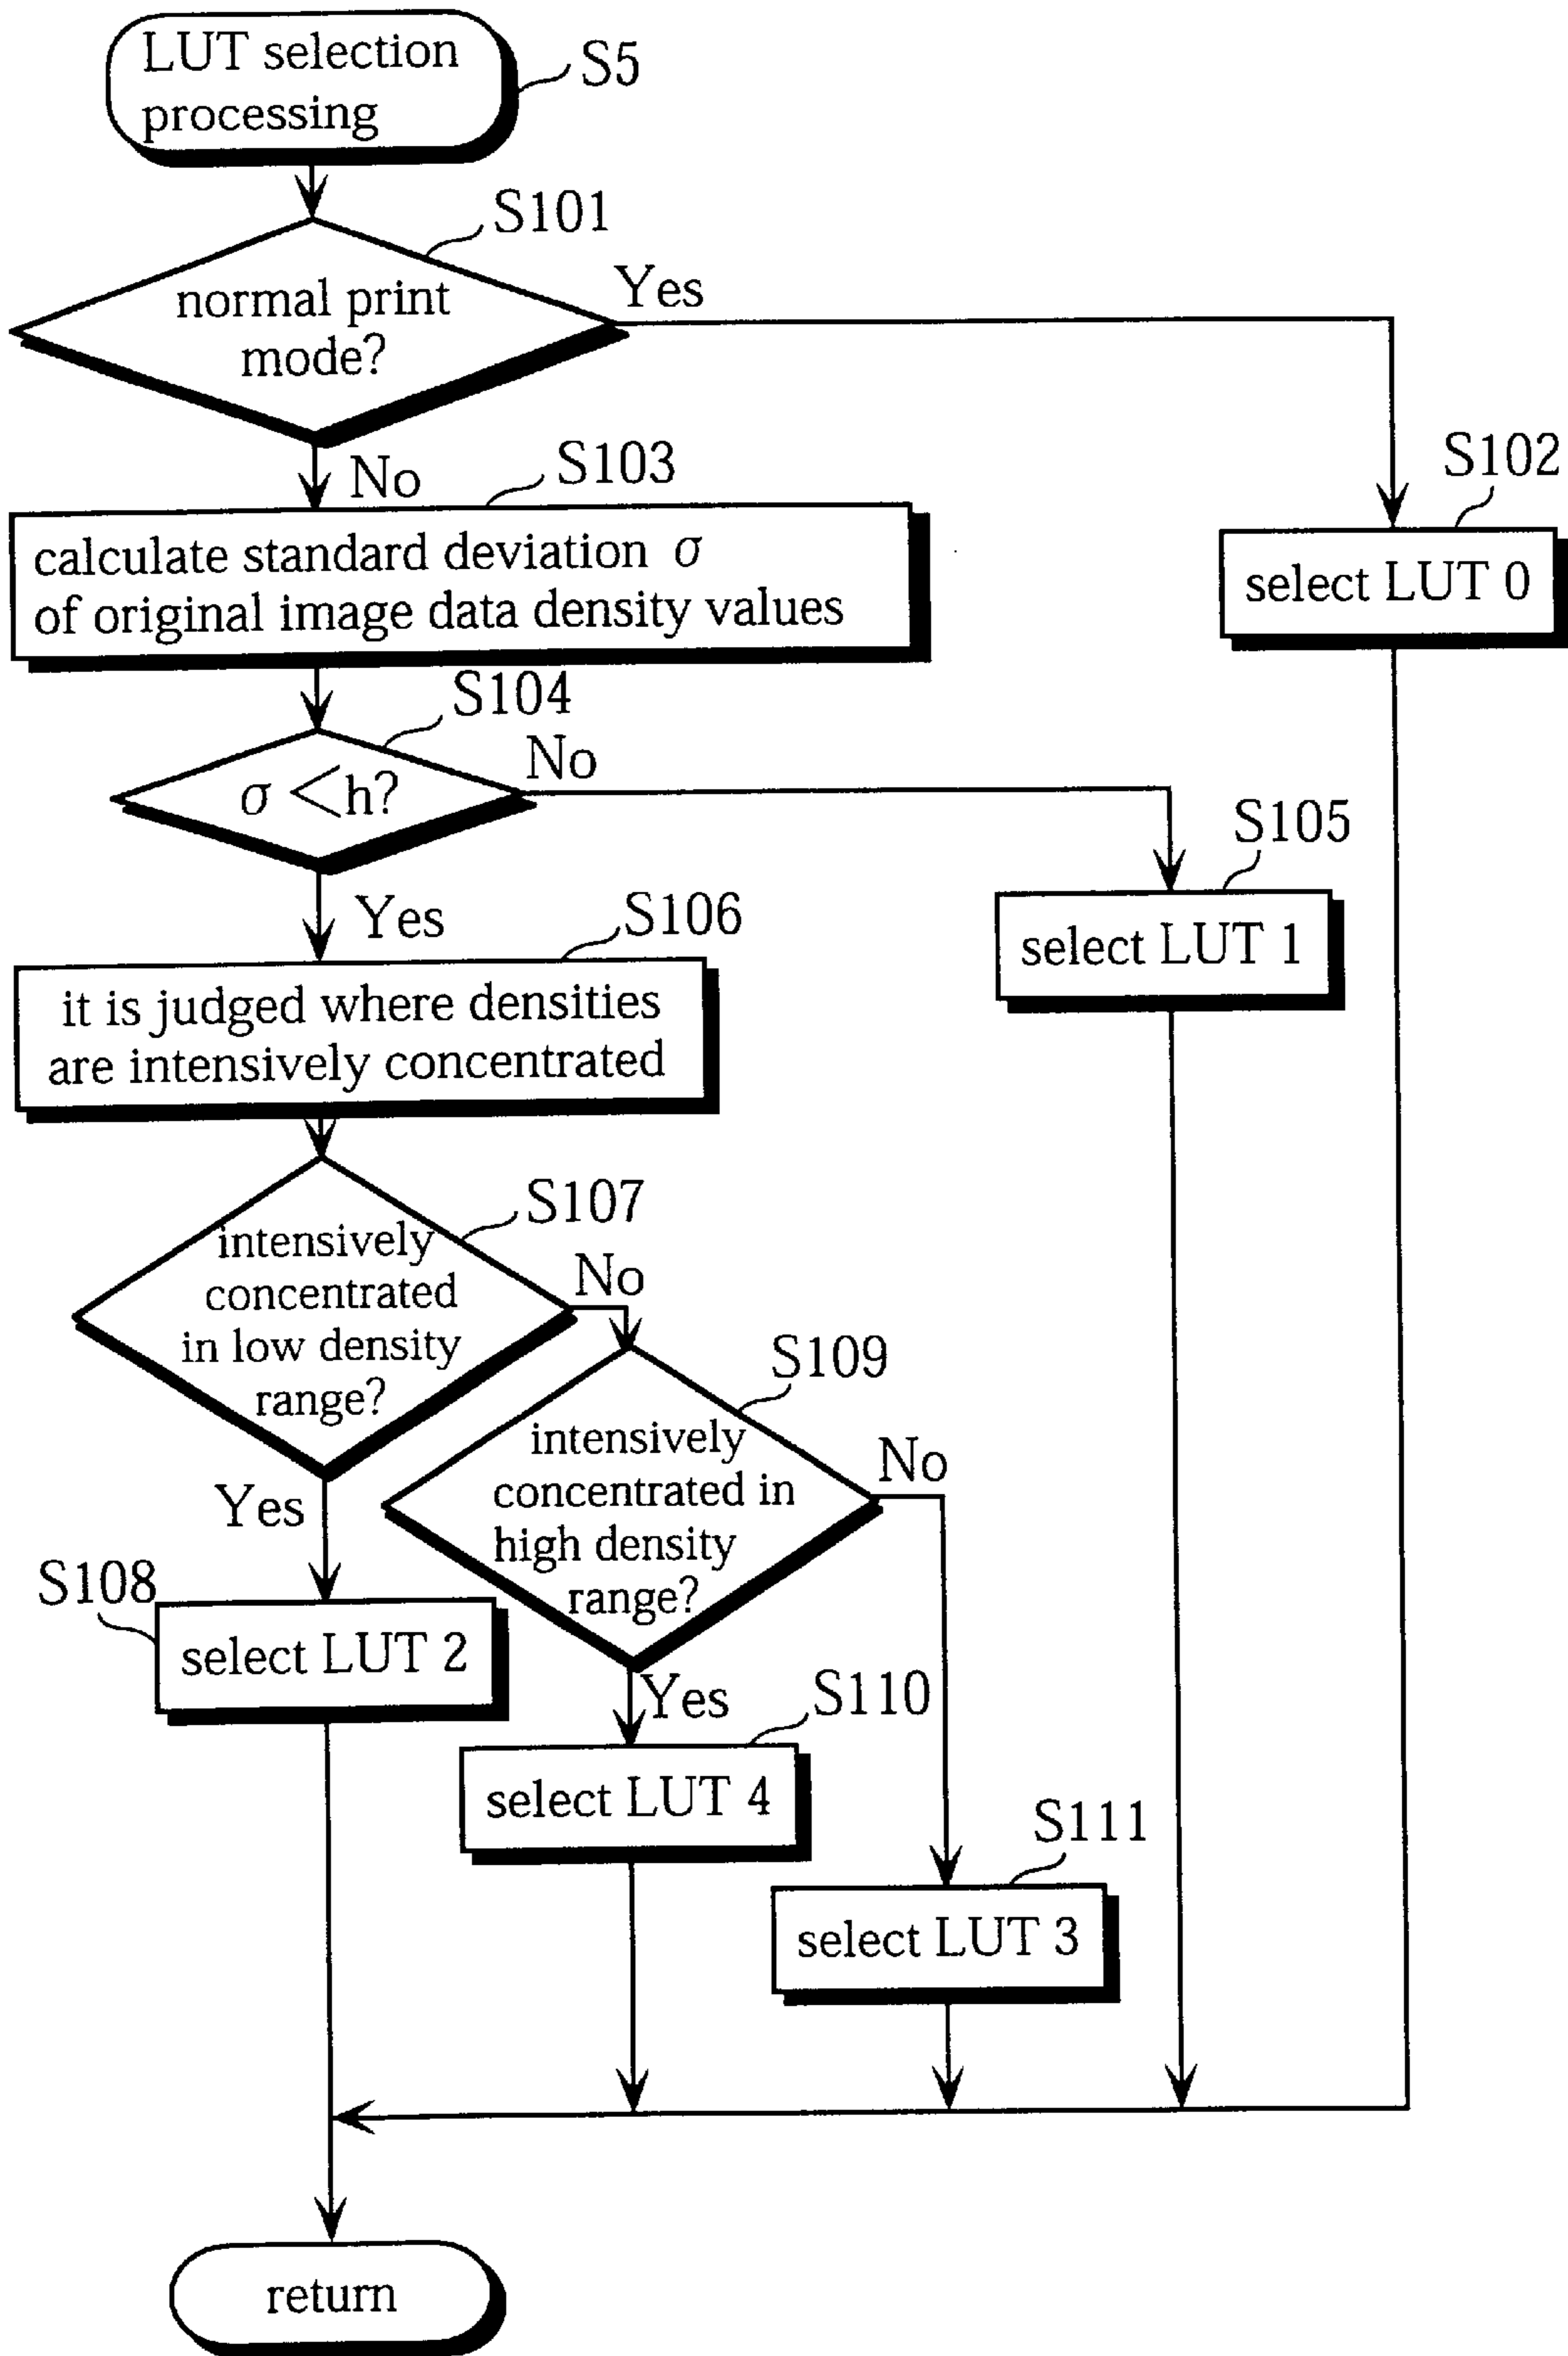 LUT selection
processing
S5
S101
normal print
mode?
Yes
No
S102
select LUT 0
S103
calculate standard deviation σ
of original image data density values
S104
σ <h?
No
Yes
S105
select LUT 1
S106
it is judged where densities
are intensively concentrated
S107
intensively
concentrated
in low density
range?
No
Yes
S108
select LUT 2
S109
intensively
concentrated in
high density
range?
No
Yes
S110
select LUT 4
S111
select LUT 3
return